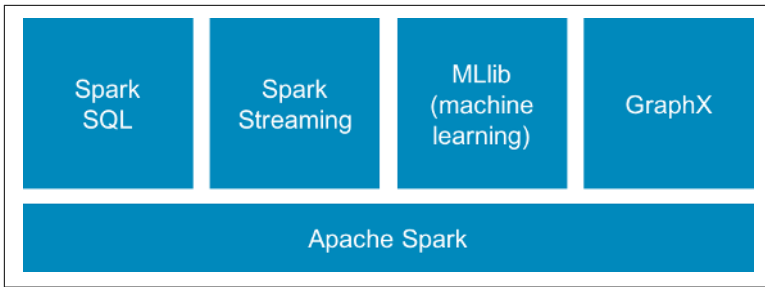 Spark
SQL
Spark
Streaming
MLlib
(machine
learning)
GraphX
Apache Spark